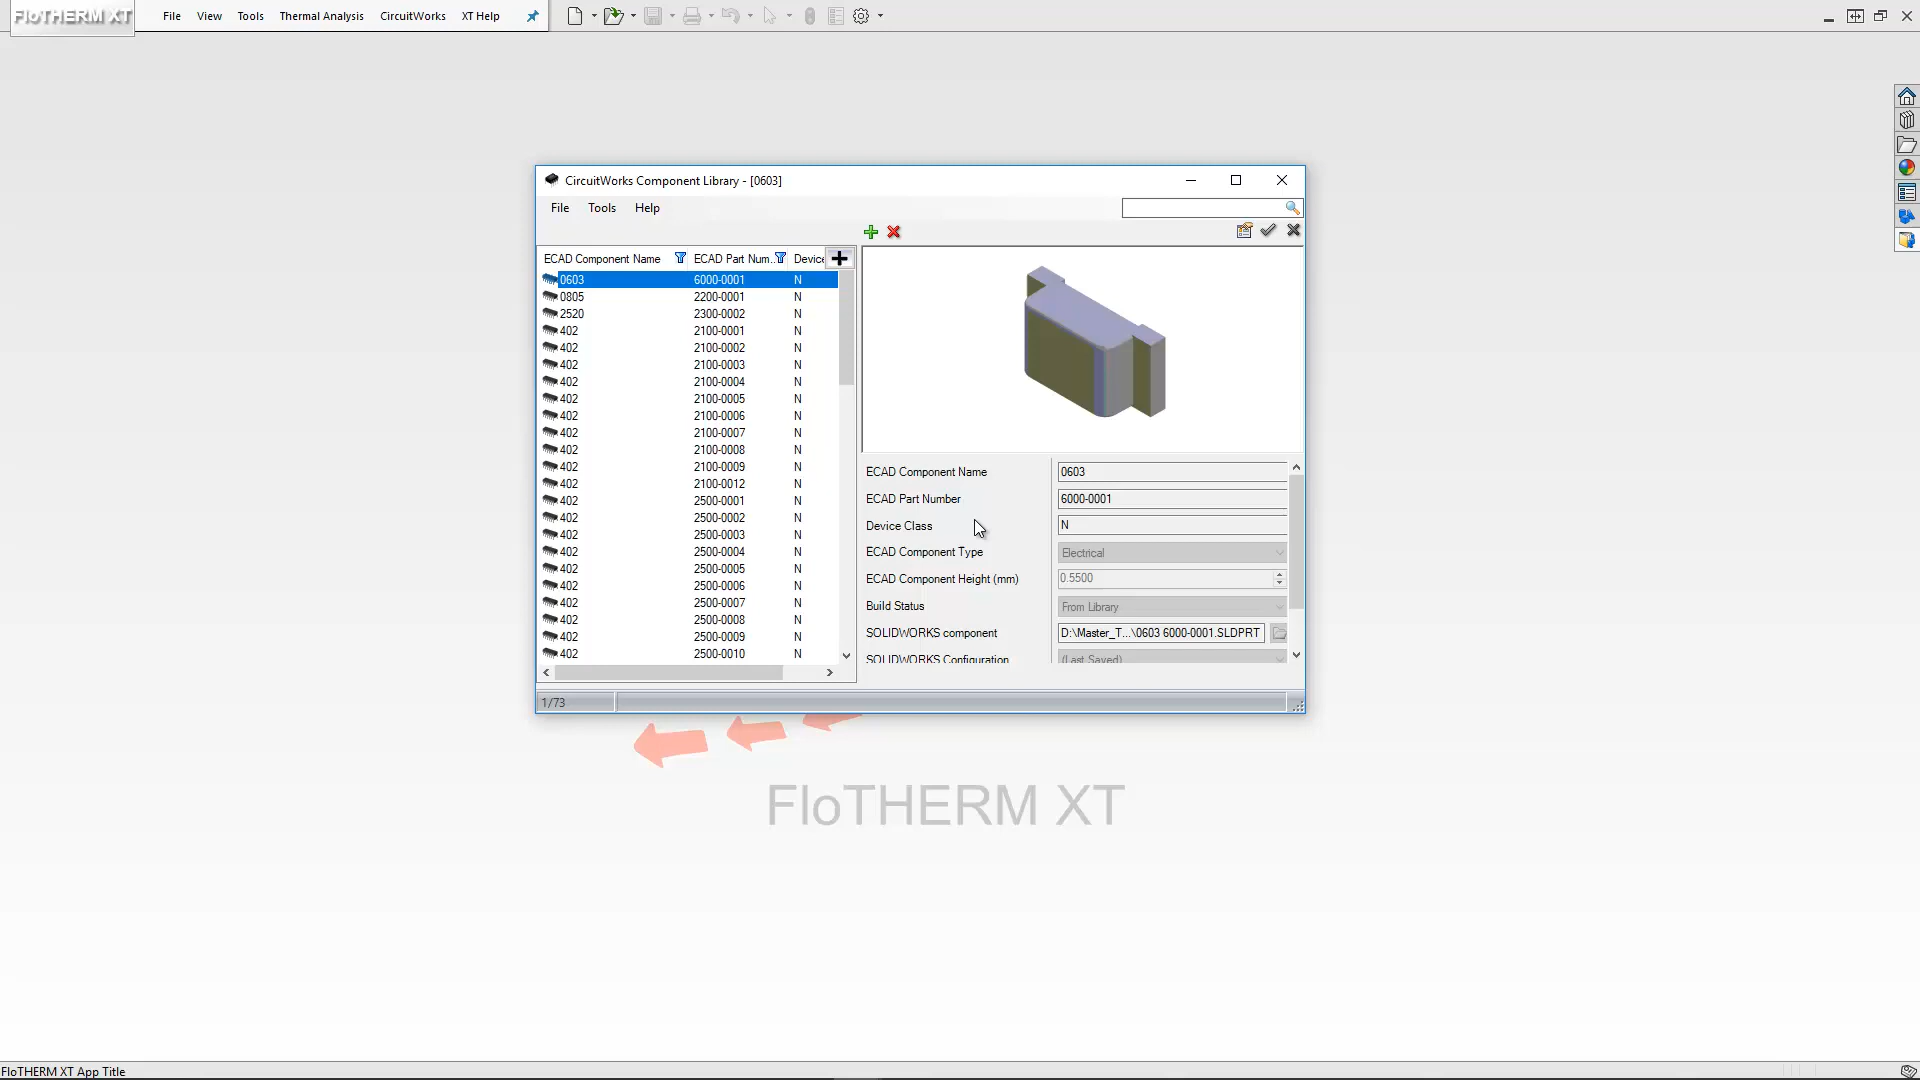 FloTHERM XT File View Tools Thermal Analysis CircuitWorks XT Help
CircuitWorks Component Library - [0603]
File Tools Help
ECAD Component Name ECAD Part Num... Device
0603 6000-0001 N
0805 2200-0001 N
2520 2300-0002 N
402 2100-0001 N
402 2100-0002 N
402 2100-0003 N
402 2100-0004 N
402 2100-0005 N
402 2100-0006 N
402 2100-0007 N
402 2100-0008 N
402 2100-0009 N
402 2100-0012 N
402 2500-0001 N
402 2500-0002 N
402 2500-0003 N
402 2500-0004 N
402 2500-0005 N
402 2500-0006 N
402 2500-0007 N
402 2500-0008 N
402 2500-0009 N
402 2500-0010 N
ECAD Component Name 0603
ECAD Part Number 6000-0001
Device Class N
ECAD Component Type Electrical
ECAD Component Height (mm) 0.5500
Build Status From Library
SOLIDWORKS component D:\Master_T...\0603 6000-0001.SLDPRT
SOLIDWORKS Configuration (Last Saved)
1/73
FloTHERM XT
FloTHERM XT App Title